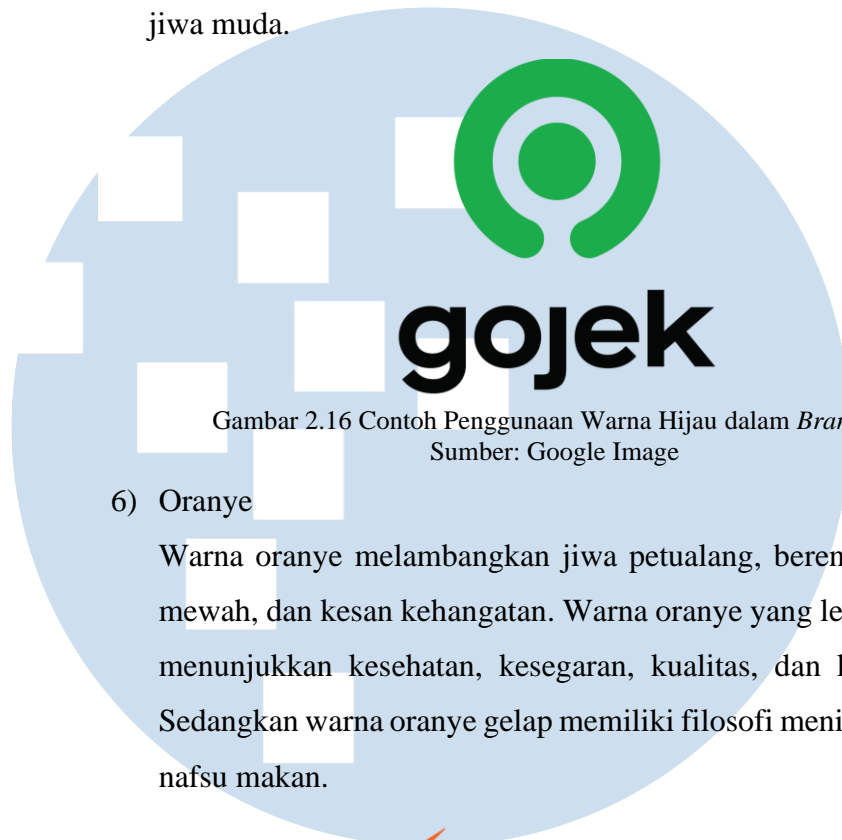 jiwa muda.
gojek
Gambar 2.16 Contoh Penggunaan Warna Hijau dalam
Sumber: Google Image
6) Oranye
Warna oranye melambangkan jiwa petualang,
mewah, dan kesan kehangatan. Warna oranye yang
menunjukkan kesehatan, kesegaran, kualitas, dan
Sedangkan warna oranye gelap memiliki filosofi
nafsu makan.